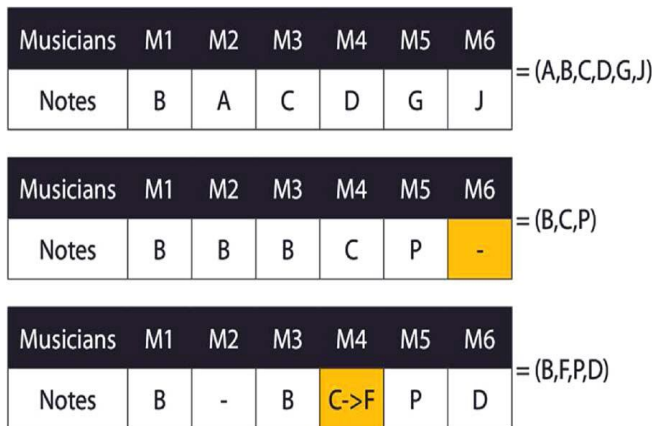 Musicians M1 M2 M3 M4 M5 M6
= (A,B,C,D,G,J)
Notes B A C D G J
Musicians M1 M2 M3 M4 M5 M6
= (B,C,P)
Notes B B B C P -
Musicians M1 M2 M3 M4 M5 M6
= (B,F,P,D)
Notes B - B C->F P D